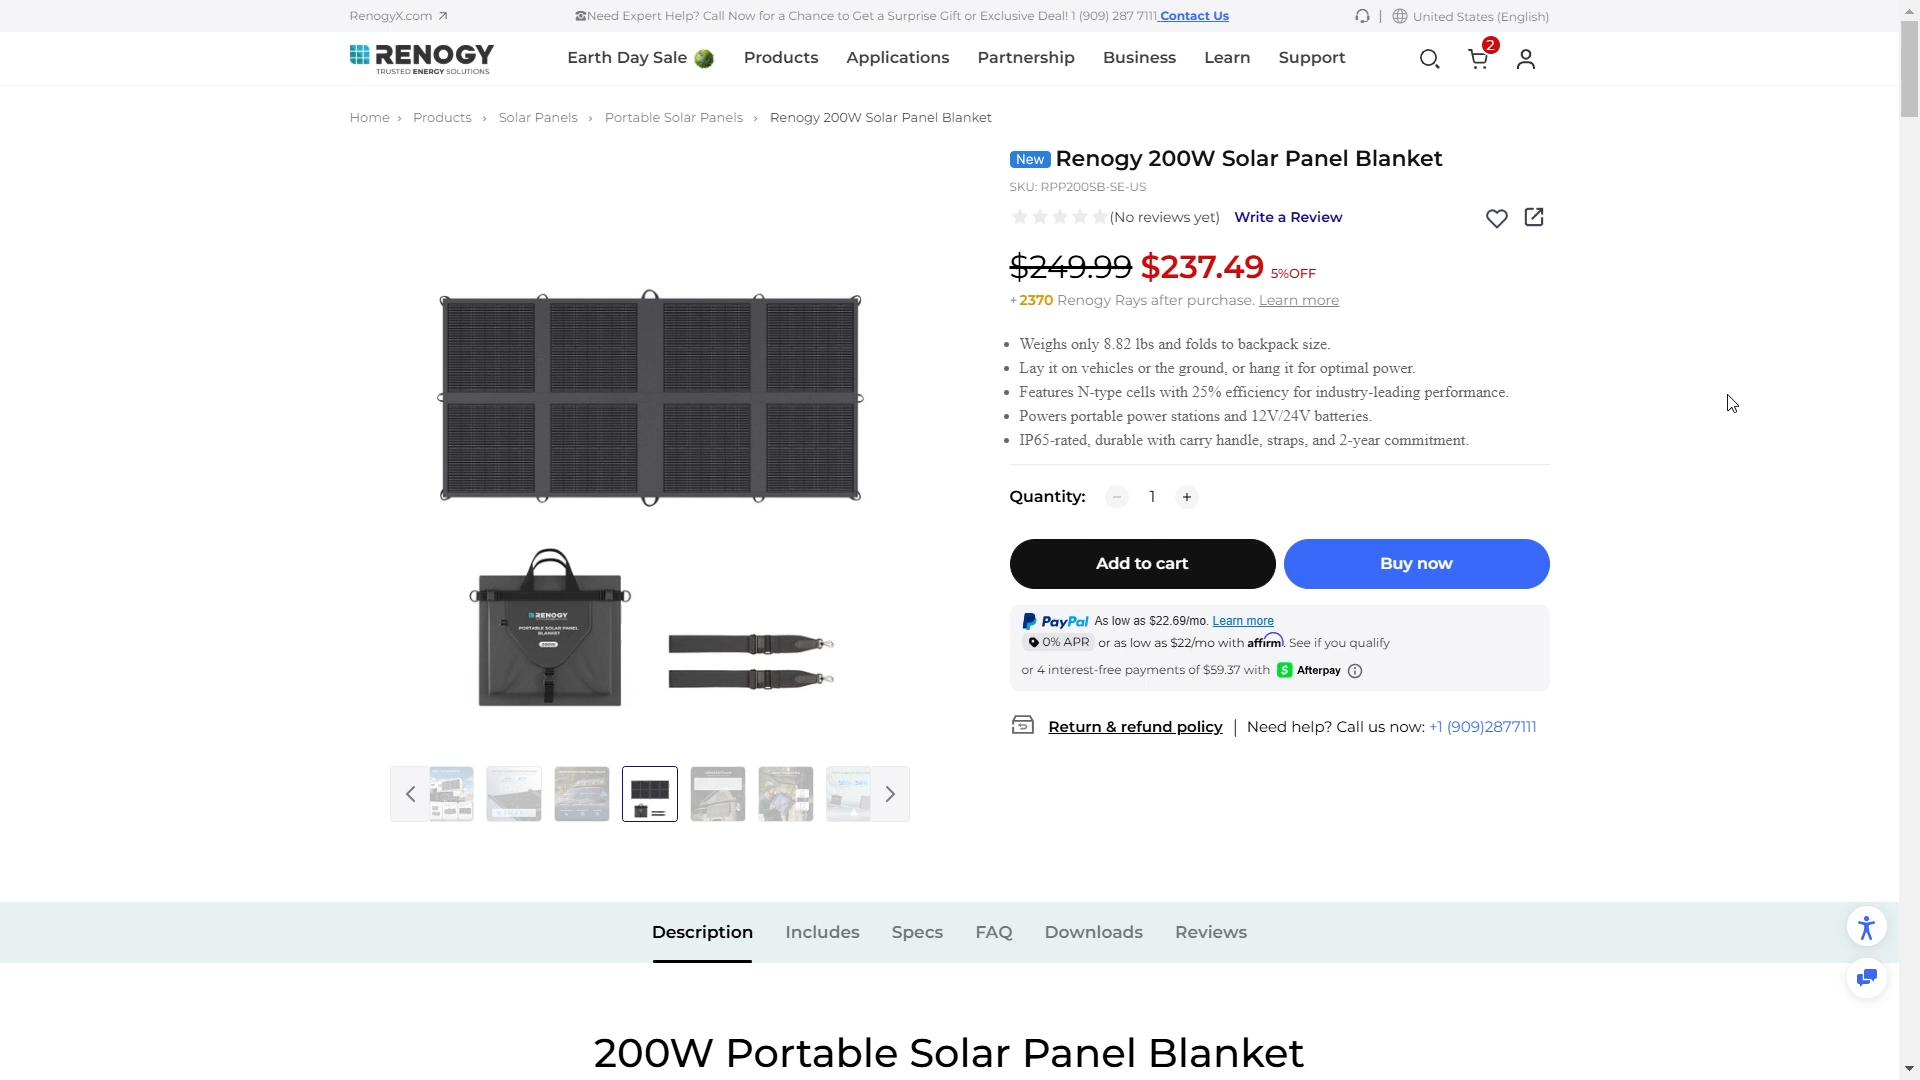 RenogyX.com
☎Need Expert Help? Call Now for a Chance to Get a Surprise Gift or Exclusive Deal! 1 (909) 287 7111 Contact Us
United States (English)
RENOGY
TRUSTED ENERGY SOLUTIONS
Earth Day Sale
Products
Applications
Partnership
Business
Learn
Support
2
Home › Products › Solar Panels › Portable Solar Panels › Renogy 200W Solar Panel Blanket
New Renogy 200W Solar Panel Blanket
SKU: RPP200SB-SE-US
(No reviews yet) Write a Review
$249.99 $237.49 5%OFF
+ 2370 Renogy Rays after purchase. Learn more
• Weighs only 8.82 lbs and folds to backpack size.
• Lay it on vehicles or the ground, or hang it for optimal power.
• Features N-type cells with 25% efficiency for industry-leading performance.
• Powers portable power stations and 12V/24V batteries.
• IP65-rated, durable with carry handle, straps, and 2-year commitment.
Quantity: − 1 +
Add to cart
Buy now
PayPal As low as $22.69/mo. Learn more
0% APR or as low as $22/mo with affirm. See if you qualify
or 4 interest-free payments of $59.37 with Afterpay
Return & refund policy | Need help? Call us now: +1 (909)2877111
RENOGY
PORTABLE SOLAR PANEL
BLANKET
200W
Description
Includes
Specs
FAQ
Downloads
Reviews
200W Portable Solar Panel Blanket